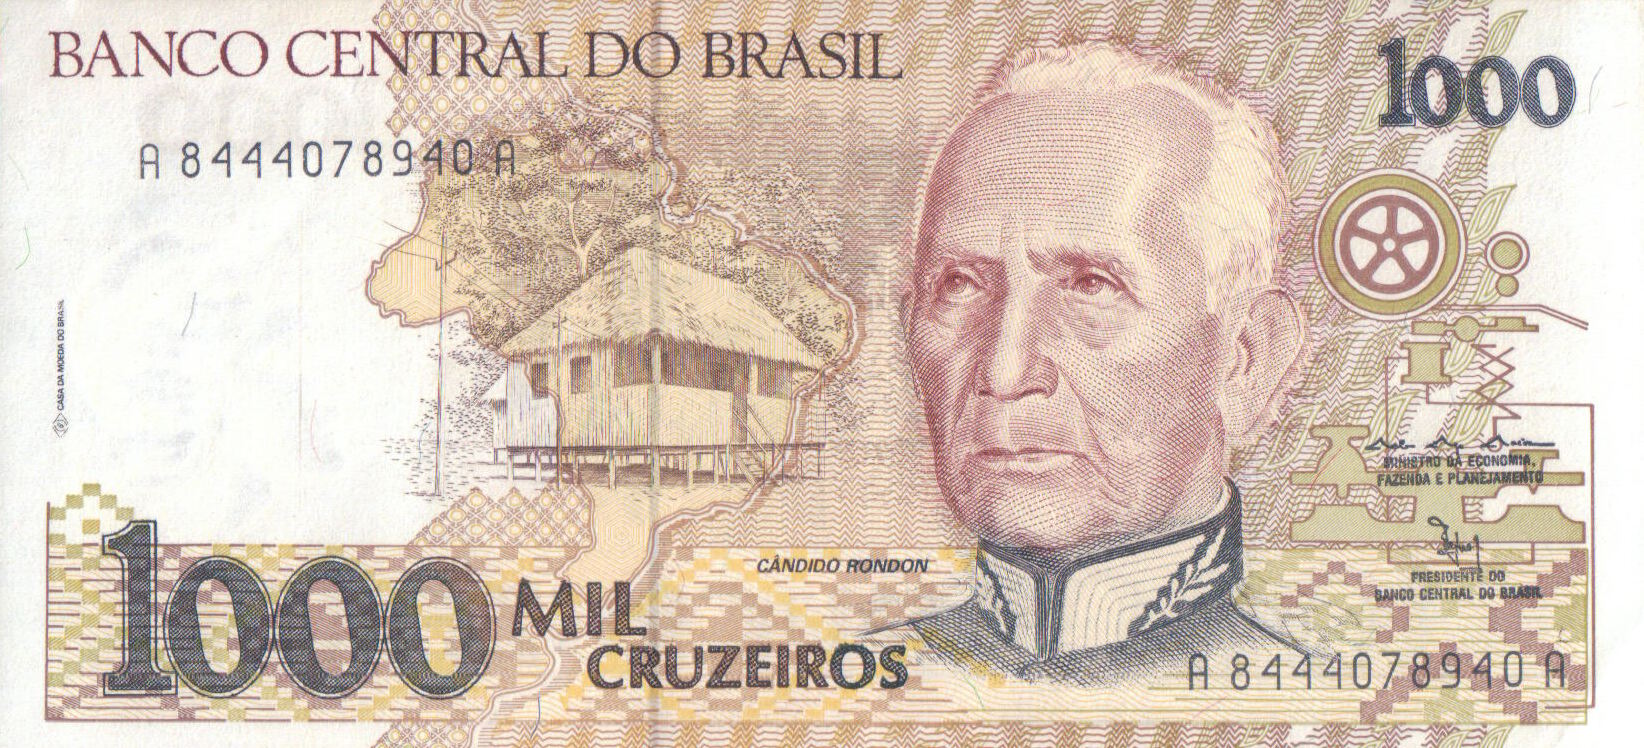 BANCO CENTRAL DO BRASIL
1000
A 8444078940 A
CASA DA MOEDA DO BRASIL
MINISTRO DA ECONOMIA,
FAZENDA E PLANEJAMENTO
PRESIDENTE DO
BANCO CENTRAL DO BRASIL
CÂNDIDO RONDON
1000 MIL
CRUZEIROS
A 8444078940 A